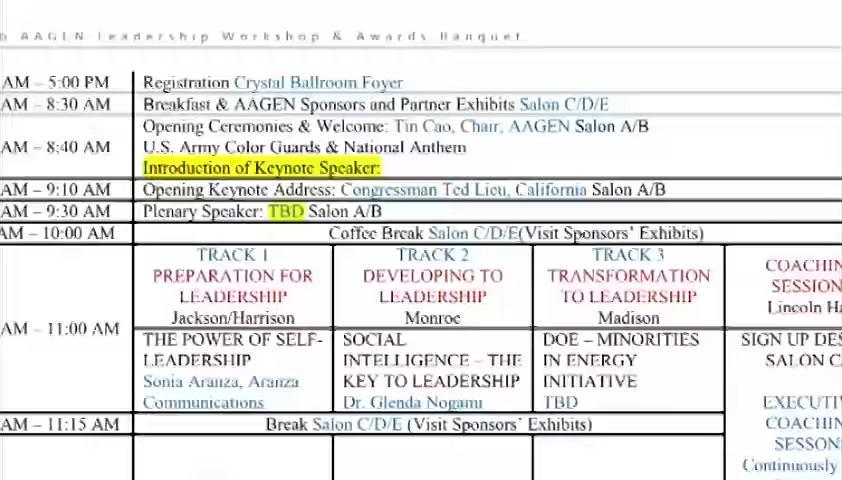 AAGEN Leadership Workshop & Awards Banquet
AM – 5:00 PM
Registration Crystal Ballroom Foyer
AM – 8:30 AM
Breakfast & AAGEN Sponsors and Partner Exhibits Salon C/D/E
AM – 8:40 AM
Opening Ceremonies & Welcome: Tin Cao, Chair, AAGEN Salon A/B
U.S. Army Color Guards & National Anthem
Introduction of Keynote Speaker:
AM – 9:10 AM
Opening Keynote Address: Congressman Ted Lieu, California Salon A/B
AM – 9:30 AM
Plenary Speaker: TBD Salon A/B
AM – 10:00 AM
Coffee Break Salon C/D/E(Visit Sponsors’ Exhibits)
AM – 11:00 AM
TRACK 1
PREPARATION FOR
LEADERSHIP
Jackson/Harrison
TRACK 2
DEVELOPING TO
LEADERSHIP
Monroe
TRACK 3
TRANSFORMATION
TO LEADERSHIP
Madison
COACHIN
SESSION
Lincoln Ha
THE POWER OF SELF-
LEADERSHIP
Sonia Aranza, Aranza
Communications
SOCIAL
INTELLIGENCE – THE
KEY TO LEADERSHIP
Dr. Glenda Nogami
DOE – MINORITIES
IN ENERGY
INITIATIVE
TBD
SIGN UP DES
SALON C
EXECUTIV
COACHIN
SESSON
Continuously
AM – 11:15 AM
Break Salon C/D/E (Visit Sponsors’ Exhibits)